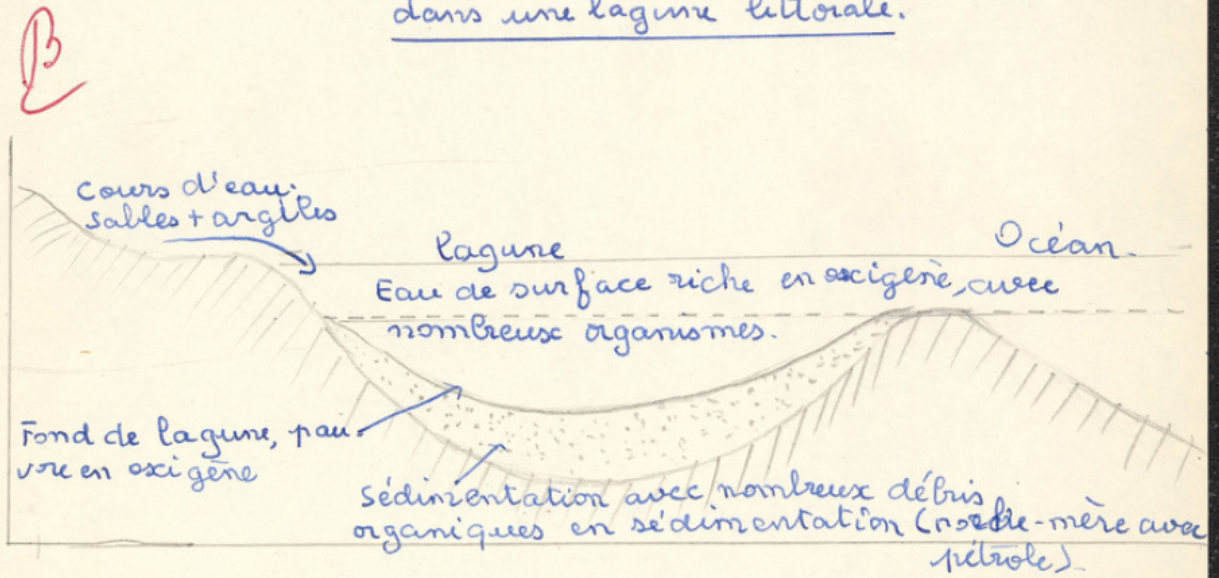 dans une lagune littorale.
B
Cours d'eau:
sables + argiles
lagune
Océan.
Eau de surface riche en oxigène, avec
nombreux organismes.
Fond de lagune, pau-
vre en oxigène
Sédimentation avec nombreux débris
organiques en sédimentation (roche-mère avec
pétrole).